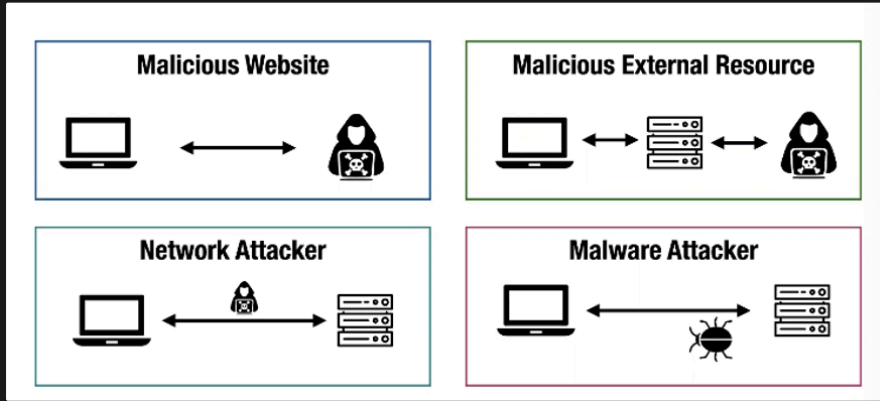 Malicious Website
Malicious External Resource
Network Attacker
Malware Attacker